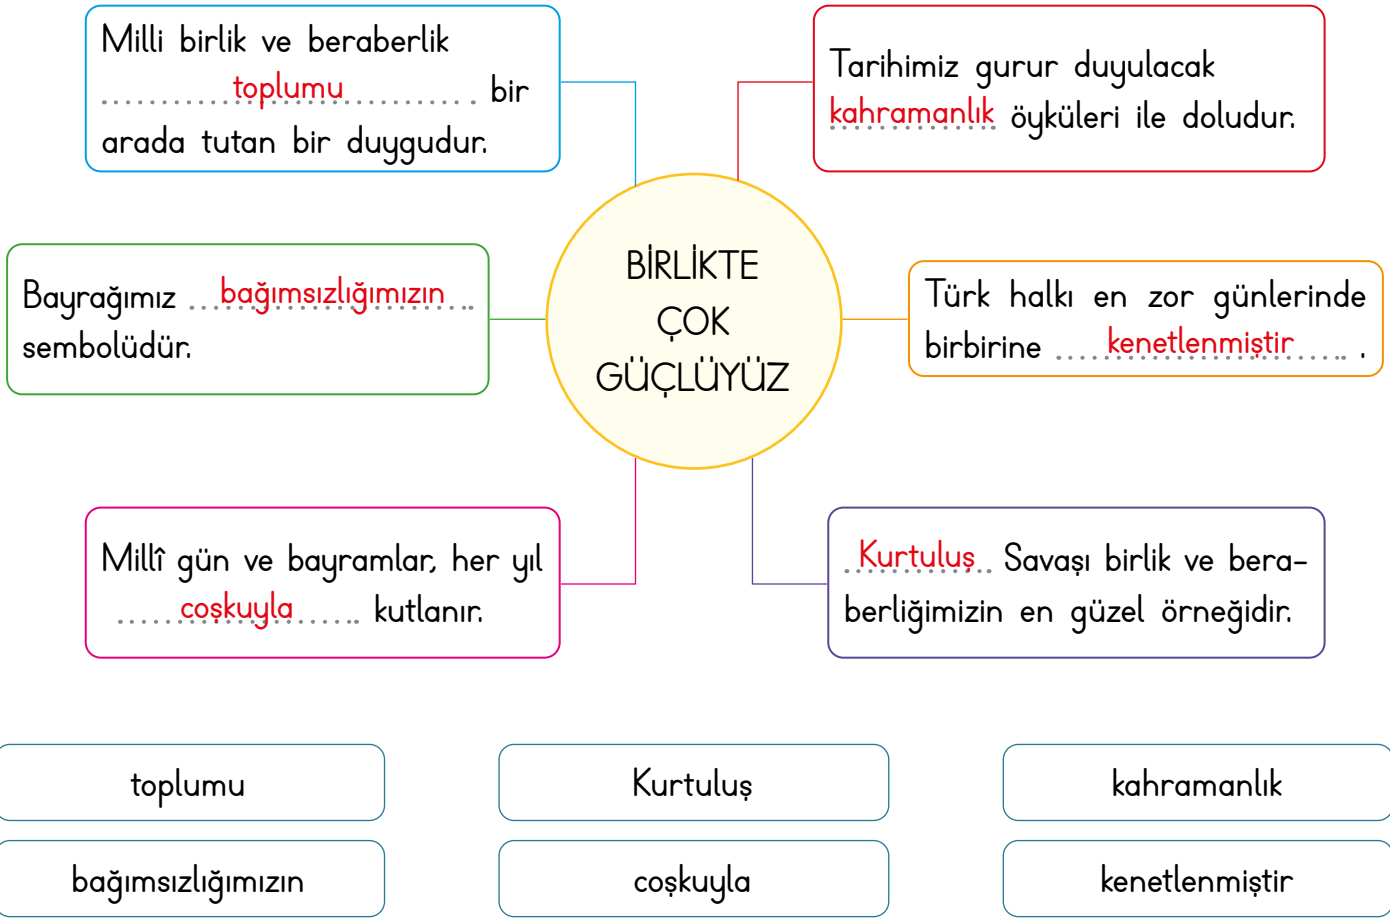 Milli birlik ve beraberlik
toplumu bir
arada tutan bir duygudur.
Tarihimiz gurur duyulacak
kahramanlık öyküleri ile doludur.
Bayrağımız bağımsızlığımızın
sembolüdür.
BİRLİKTE
ÇOK
GÜÇLÜYÜZ
Türk halkı en zor günlerinde
birbirine kenetlenmiştir .
Millî gün ve bayramlar, her yıl
coşkuyla kutlanır.
Kurtuluş Savaşı birlik ve bera-
berliğimizin en güzel örneğidir.
toplumu
Kurtuluş
kahramanlık
bağımsızlığımızın
coşkuyla
kenetlenmiştir